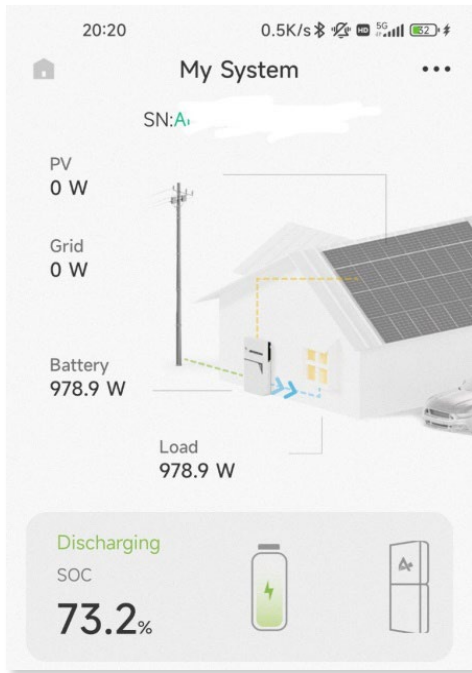 20:20 0.5K/s HD 5G 32
My System
SN:A
PV
0 W
Grid
0 W
Battery
978.9 W
Load
978.9 W
Discharging
SOC
73.2%